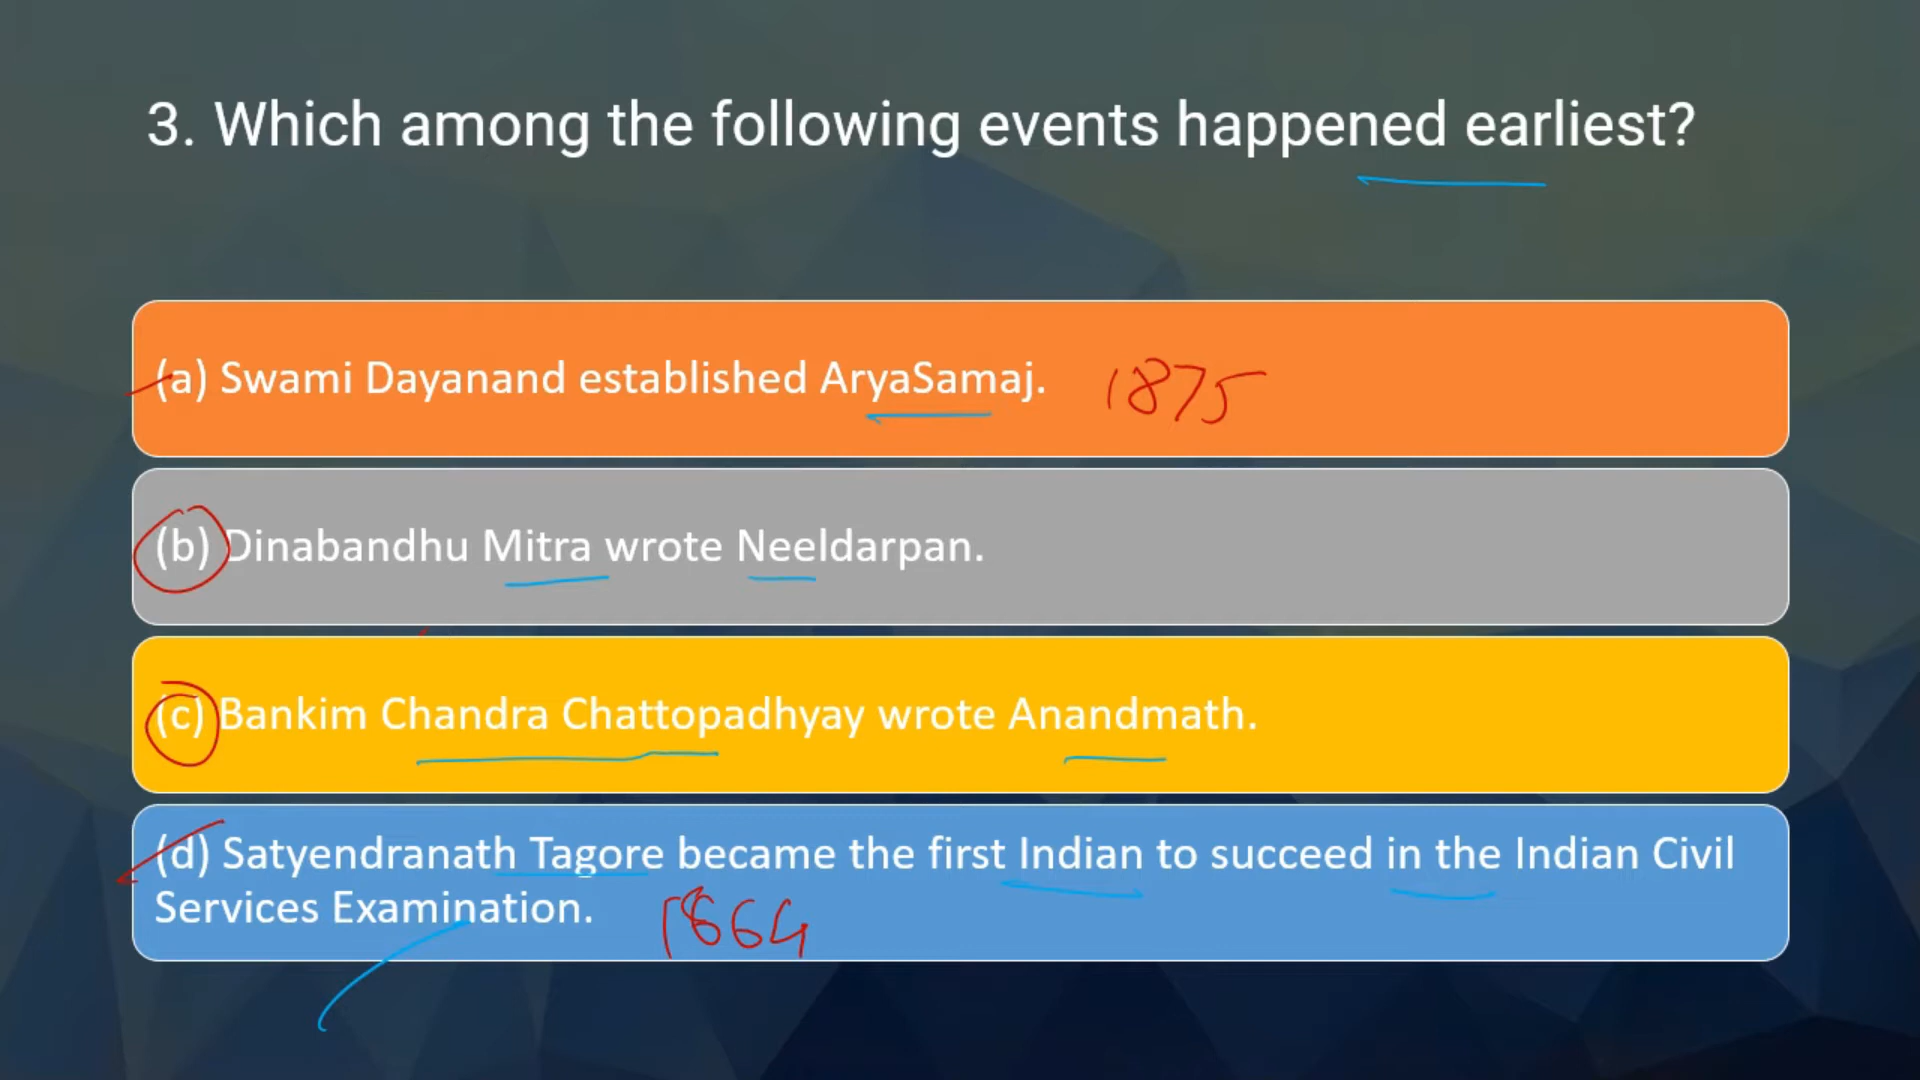 3. Which among the following events happened earliest?
(a) Swami Dayanand established AryaSamaj. 1875
(b) Dinabandhu Mitra wrote Neeldarpan.
(c) Bankim Chandra Chattopadhyay wrote Anandmath.
(d) Satyendranath Tagore became the first Indian to succeed in the Indian Civil
Services Examination. 1864